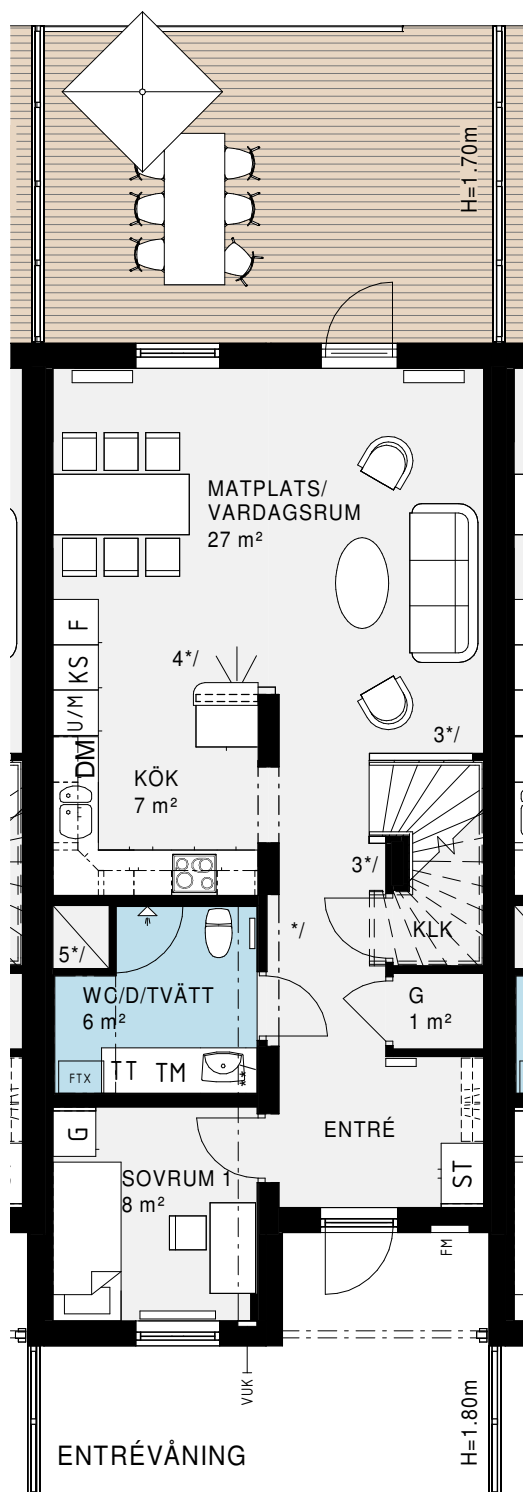 H=1.70m
MATPLATS/
VARDAGSRUM
27 m²
F
KS
U/M
DM
4*/
3*/
KÖK
7 m²
3*/
*/
KLK
5*/
WC/D/TVÄTT
6 m²
G
1 m²
FTX
TT
TM
**
G
ENTRÉ
SOVRUM 1
8 m²
ST
FM
VUK
H=1.80m
ENTRÉVÅNING